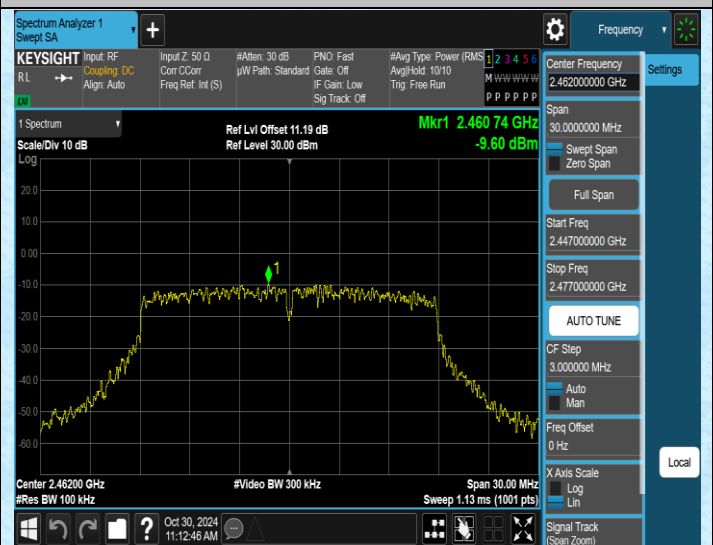 Spectrum Analyzer 1
Swept SA
+
Frequency
KEYSIGHT
RL
Input: RF
Coupling: DC
Align: Auto
Input Z: 50 Ω
Corr CCorr
Freq Ref: Int (S)
#Atten: 30 dB
µW Path: Standard
PNO: Fast
Gate: Off
IF Gain: Low
Sig Track: Off
#Avg Type: Power (RMS
Avg|Hold: 10/10
Trig: Free Run
1 2 3 4 5 6
M W W W W W
P P P P P P
LXI
1 Spectrum
Scale/Div 10 dB
Log
Ref Lvl Offset 11.19 dB
Ref Level 30.00 dBm
Mkr1 2.460 74 GHz
-9.60 dBm
20.0
10.0
0.00
-10.0
-20.0
-30.0
-40.0
-50.0
-60.0
1
Center 2.46200 GHz
#Res BW 100 kHz
#Video BW 300 kHz
Span 30.00 MHz
Sweep 1.13 ms (1001 pts)
Center Frequency
2.462000000 GHz
Span
30.0000000 MHz
Swept Span
Zero Span
Full Span
Start Freq
2.447000000 GHz
Stop Freq
2.477000000 GHz
AUTO TUNE
CF Step
3.000000 MHz
Auto
Man
Freq Offset
0 Hz
X Axis Scale
Log
Lin
Signal Track
(Span Zoom)
Settings
Local
?
Oct 30, 2024
11:12:46 AM